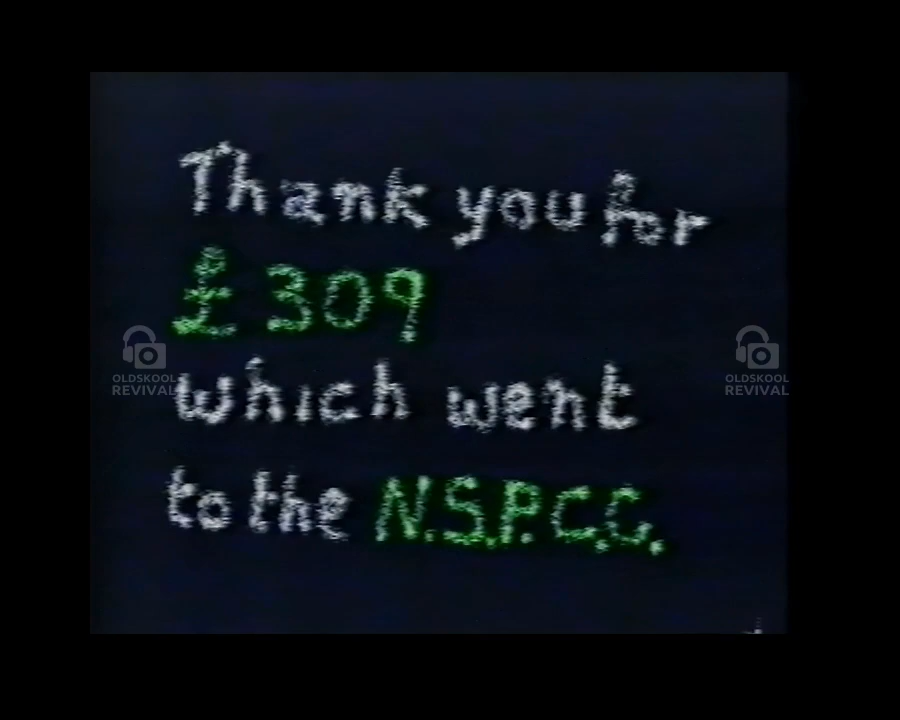 Thank you for
£309
which went
to the N.S.P.C.C.
OLDSKOOL
REVIVAL
OLDSKOOL
REVIVAL